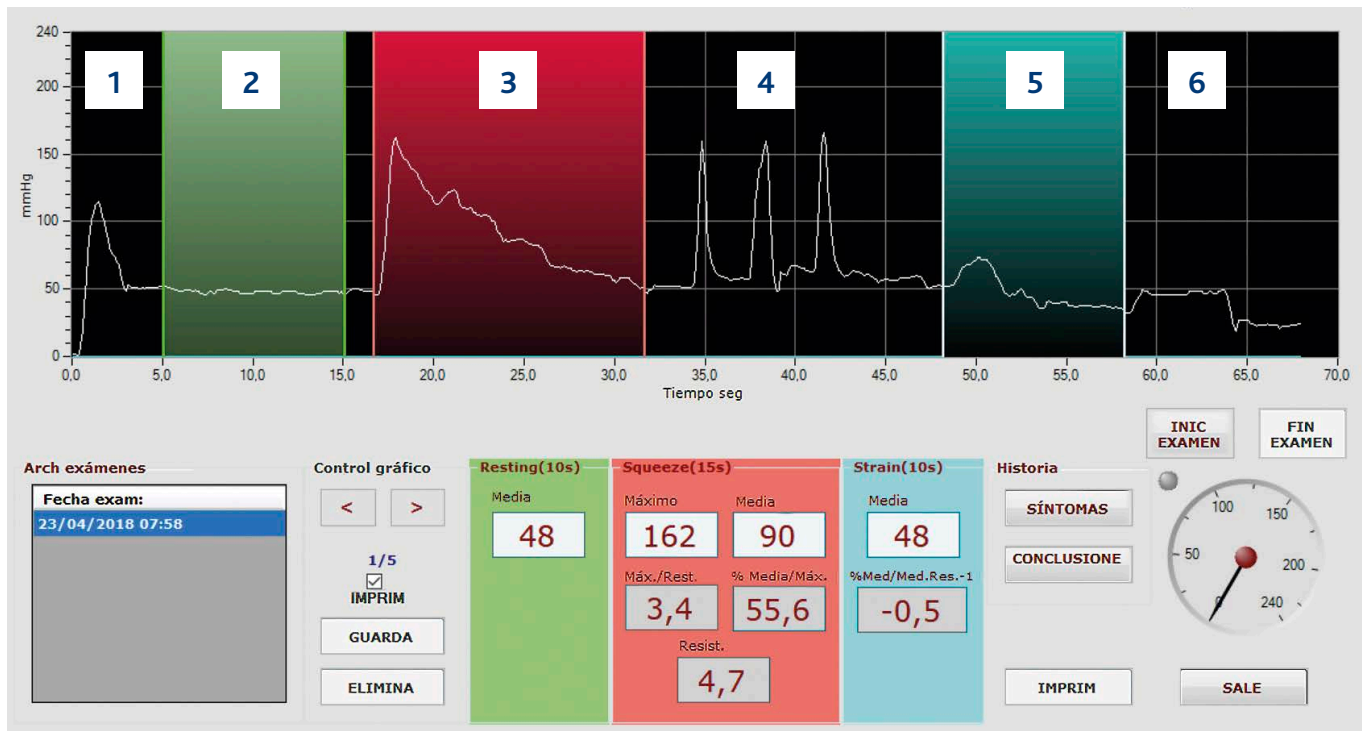 240
200
150
100
50
0
mmHg
1
2
3
4
5
6
0,0 5,0 10,0 15,0 20,0 25,0 30,0 35,0 40,0 45,0 50,0 55,0 60,0 65,0 70,0
Tiempo seg
INIC EXAMEN
FIN EXAMEN
Arch exámenes
Fecha exam:
23/04/2018 07:58
Control gráfico
< >
1/5
IMPRIM
GUARDA
ELIMINA
Resting(10s)
Media
48
Squeeze(15s)
Máximo Media
162 90
Máx./Rest. % Media/Máx.
3,4 55,6
Resist.
4,7
Strain(10s)
Media
48
%Med/Med.Res.-1
-0,5
Historia
SÍNTOMAS
CONCLUSIONE
IMPRIM
0
50
100
150
200
240
SALE